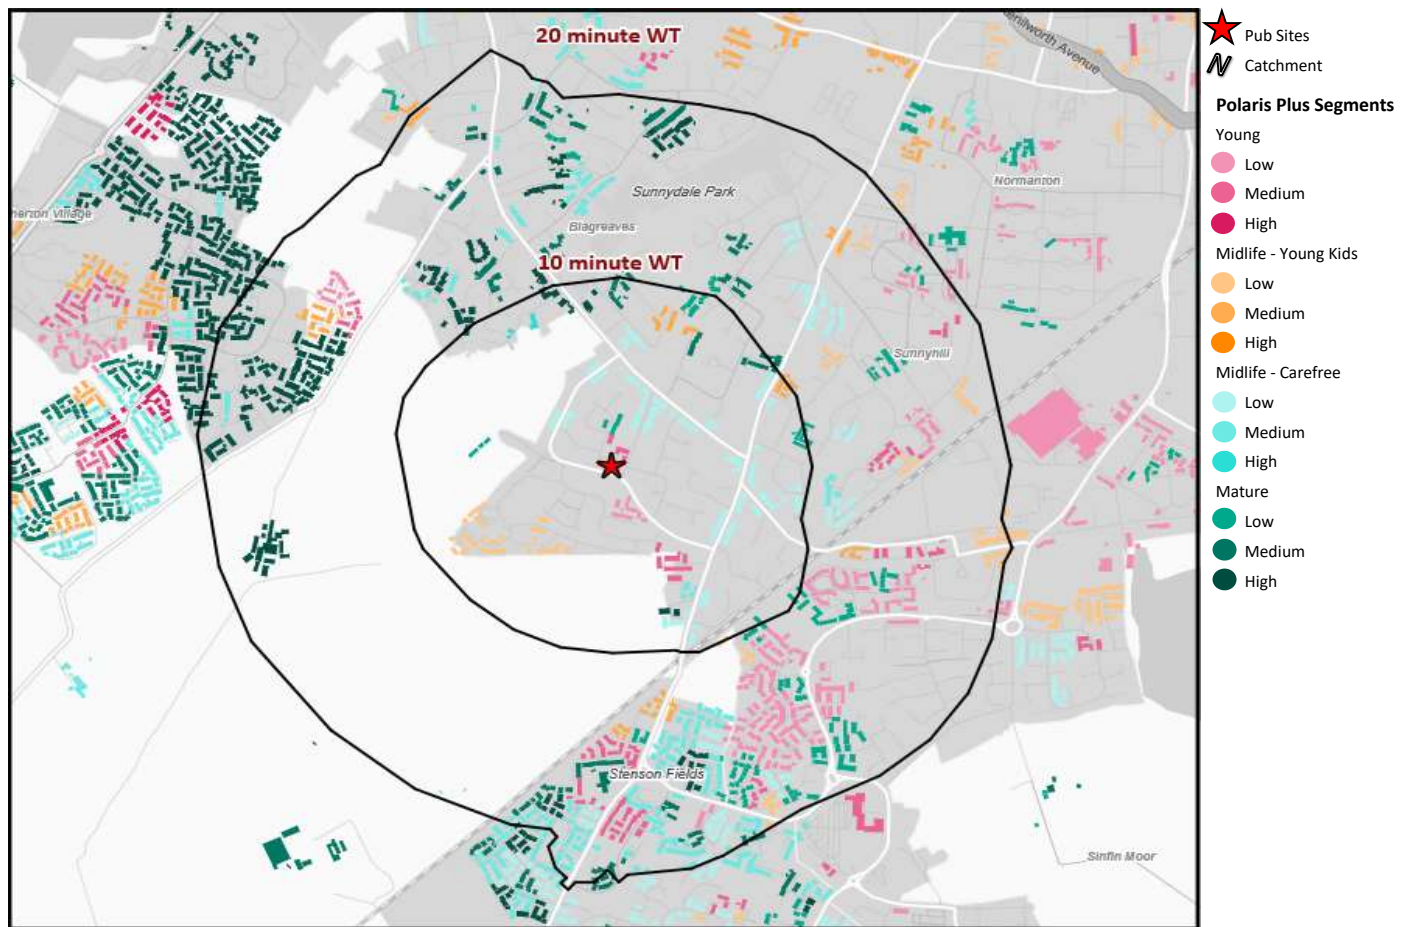 20 minute WT
Kenilworth Avenue
Normanton
Sunnydale Park
Blagreaves
10 minute WT
Sunnyhill
Stenson Fields
Sinfin Moor
Pub Sites
Catchment
Polaris Plus Segments
Young
Low
Medium
High
Midlife - Young Kids
Low
Medium
High
Midlife - Carefree
Low
Medium
High
Mature
Low
Medium
High